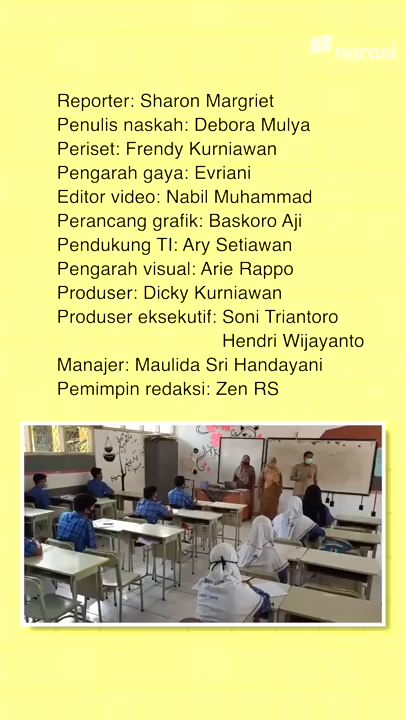 narasi
Reporter: Sharon Margriet
Penulis naskah: Debora Mulya
Periset: Frendy Kurniawan
Pengarah gaya: Evriani
Editor video: Nabil Muhammad
Perancang grafik: Baskoro Aji
Pendukung TI: Ary Setiawan
Pengarah visual: Arie Rappo
Produser: Dicky Kurniawan
Produser eksekutif: Soni Triantoro
Hendri Wijayanto
Manajer: Maulida Sri Handayani
Pemimpin redaksi: Zen RS